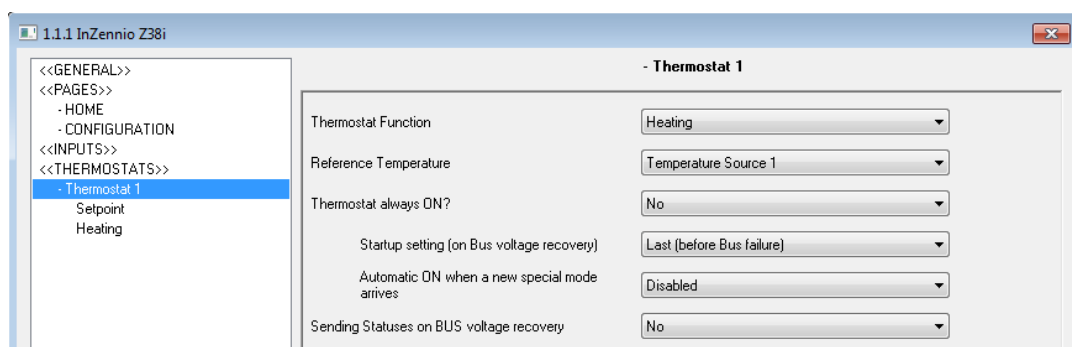 1.1.1 InZennio Z38i
<<GENERAL>>
<<PAGES>>
- HOME
- CONFIGURATION
<<INPUTS>>
<<THERMOSTATS>>
- Thermostat 1
Setpoint
Heating
- Thermostat 1
Thermostat Function
Heating
Reference Temperature
Temperature Source 1
Thermostat always ON?
No
Startup setting (on Bus voltage recovery)
Last (before Bus failure)
Automatic ON when a new special mode
arrives
Disabled
Sending Statuses on BUS voltage recovery
No